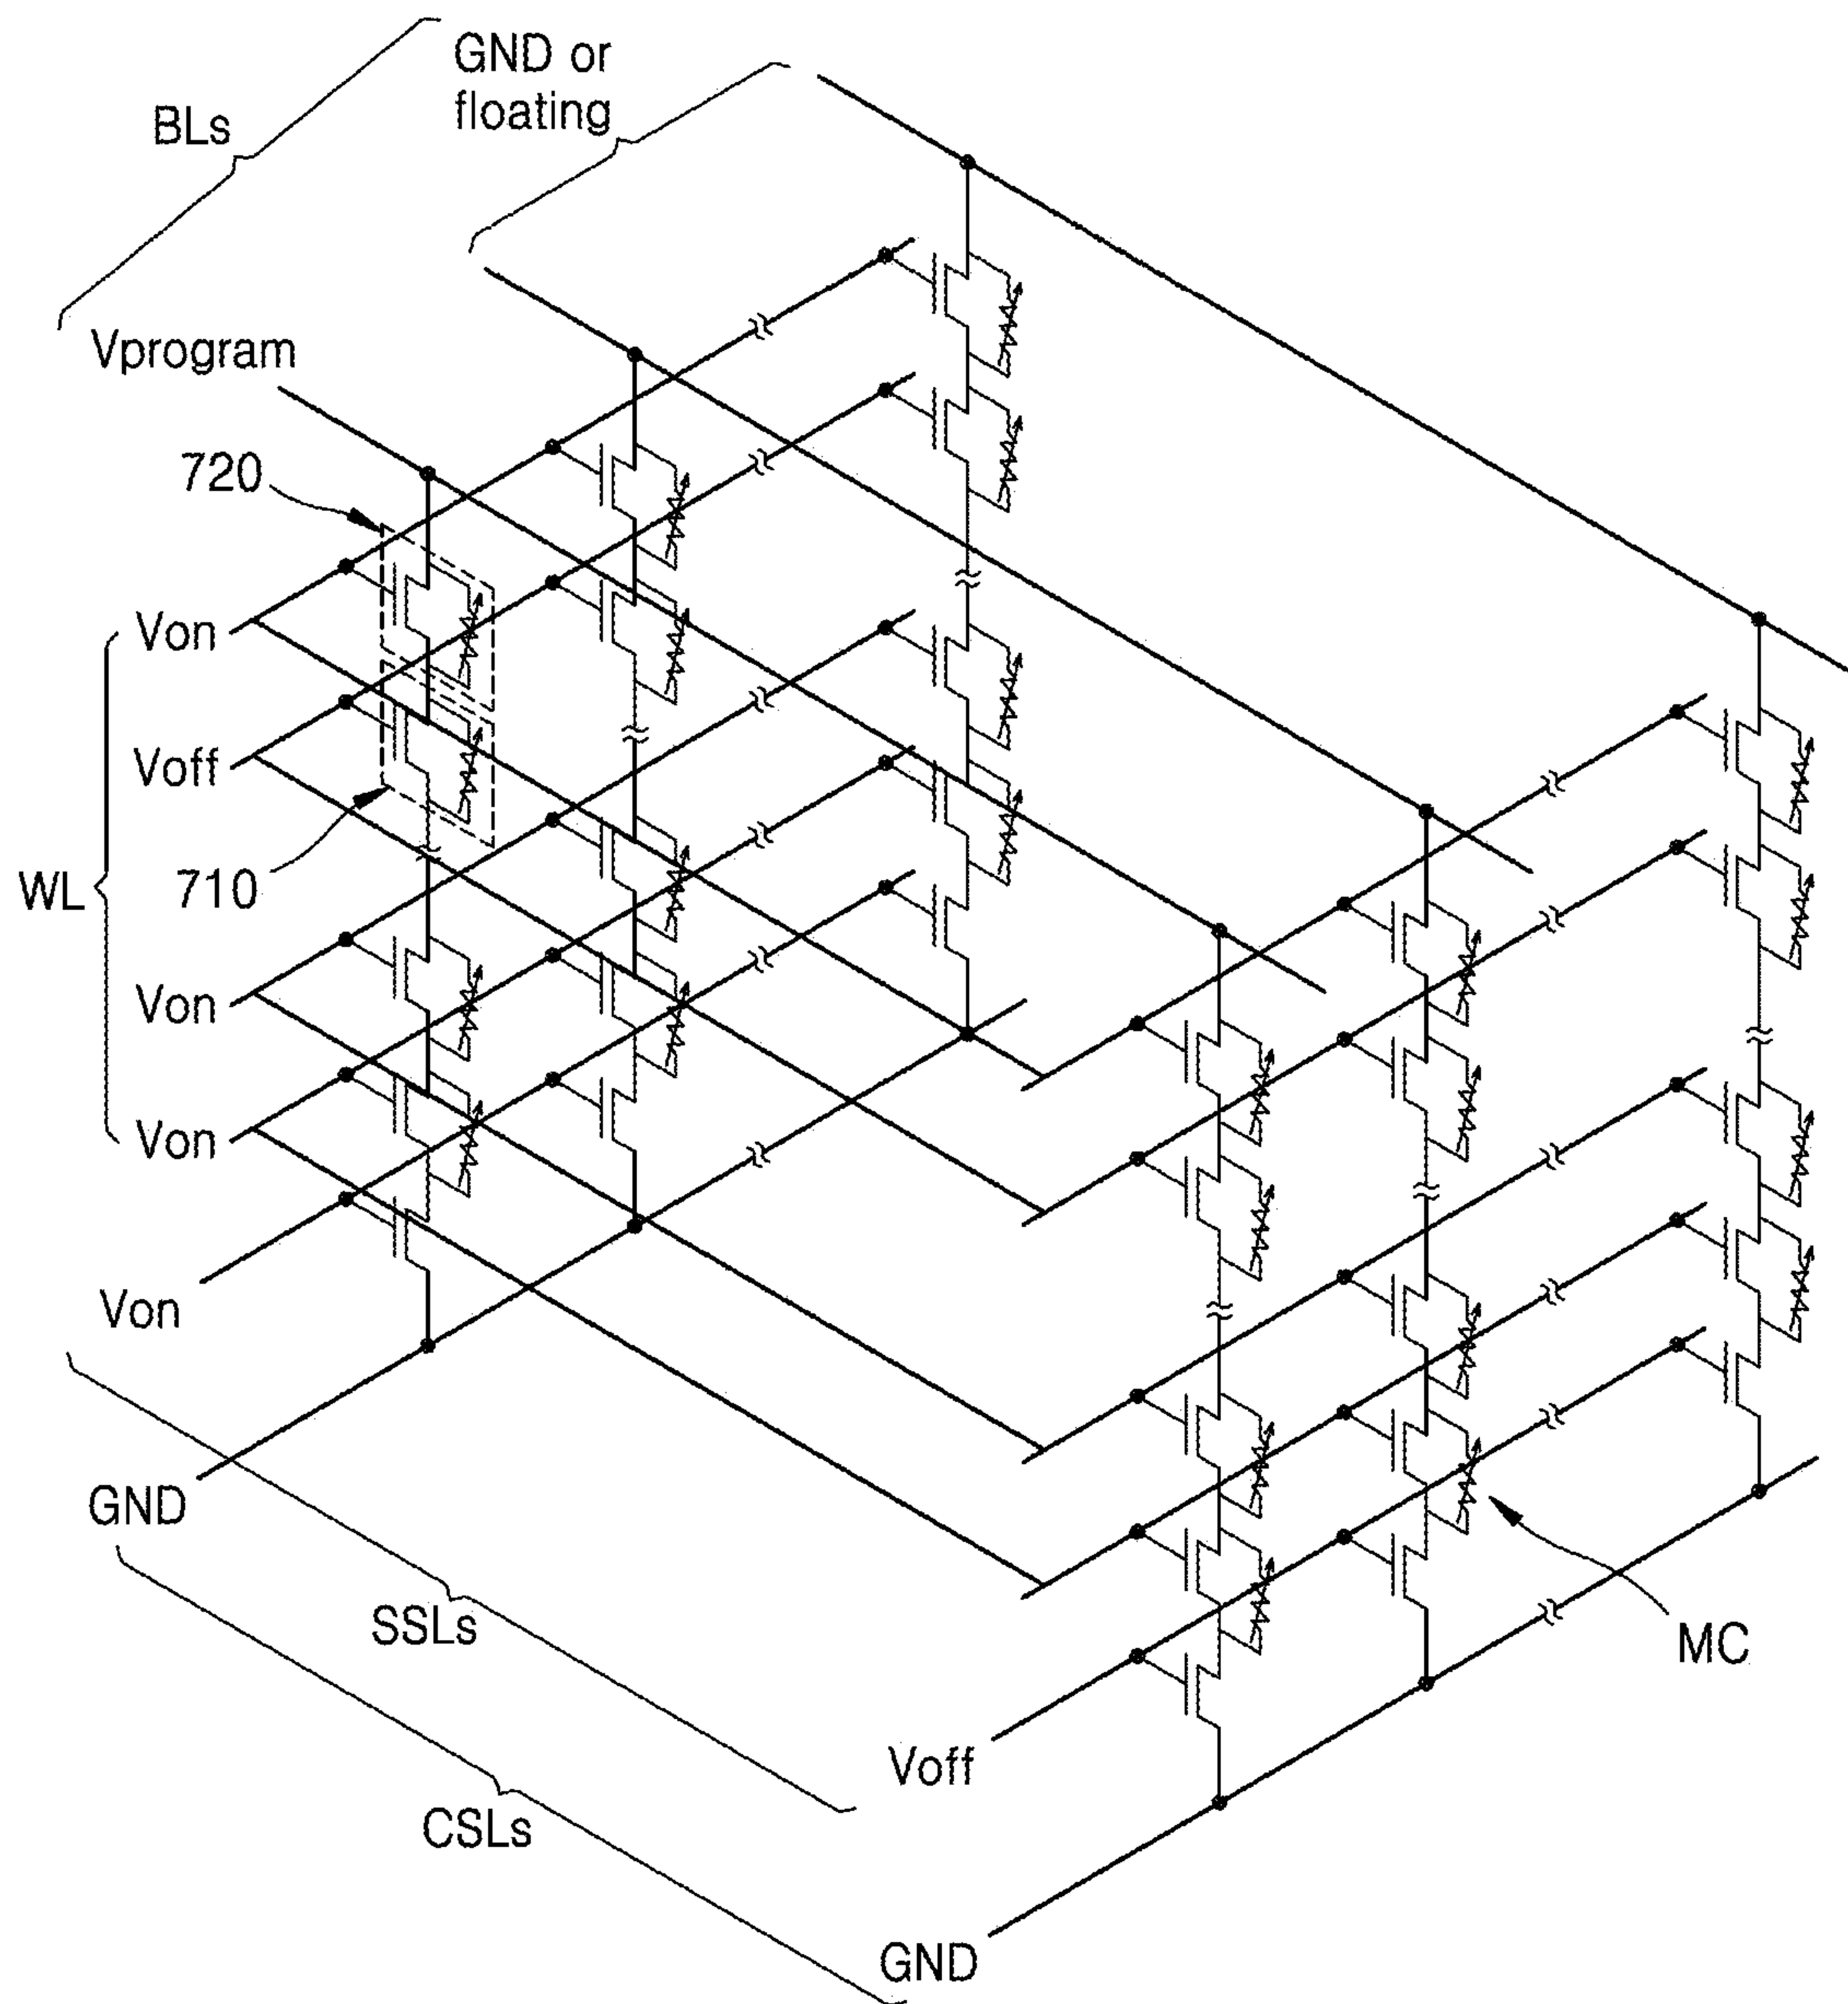 GND or
floating
BLs
Vprogram
720
Von
Voff
WL
710
Von
Von
Von
GND
SSLs
MC
Voff
CSLs
GND